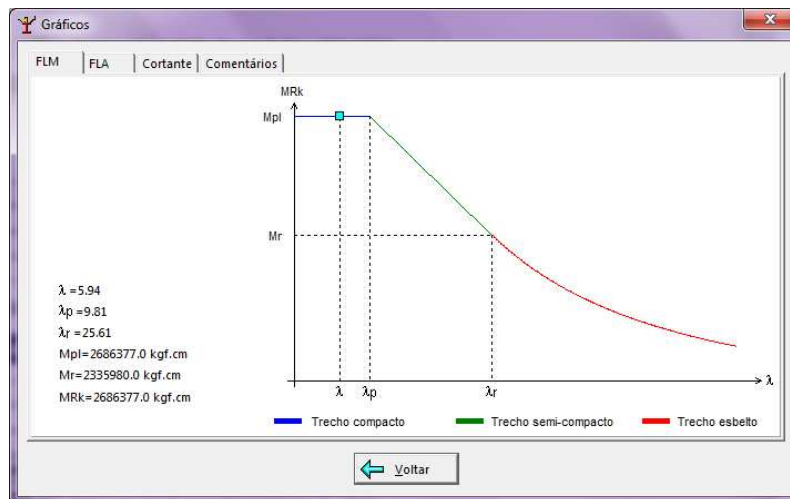 Gráficos
FLM FLA Cortante Comentários
MRk
Mpl
Mr
λ =5.94
λp =9.81
λr =25.61
Mpl=2686377.0 kgf.cm
Mr=2335980.0 kgf.cm
MRk=2686377.0 kgf.cm
λ λp λr λ
Trecho compacto Trecho semi-compacto Trecho esbelto
Voltar